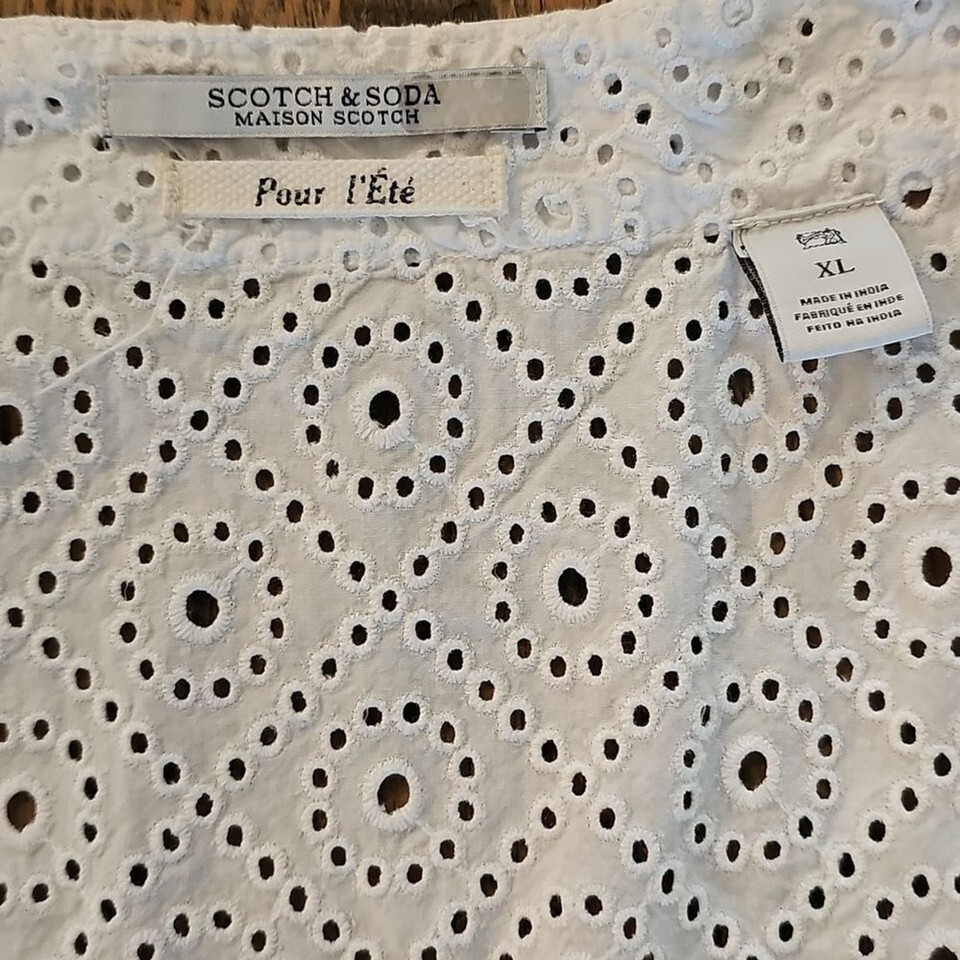 SCOTCH & SODA
MAISON SCOTCH
Pour l'Été
XL
MADE IN INDIA
FABRIQUÉ EN INDE
FEITO NA INDIA